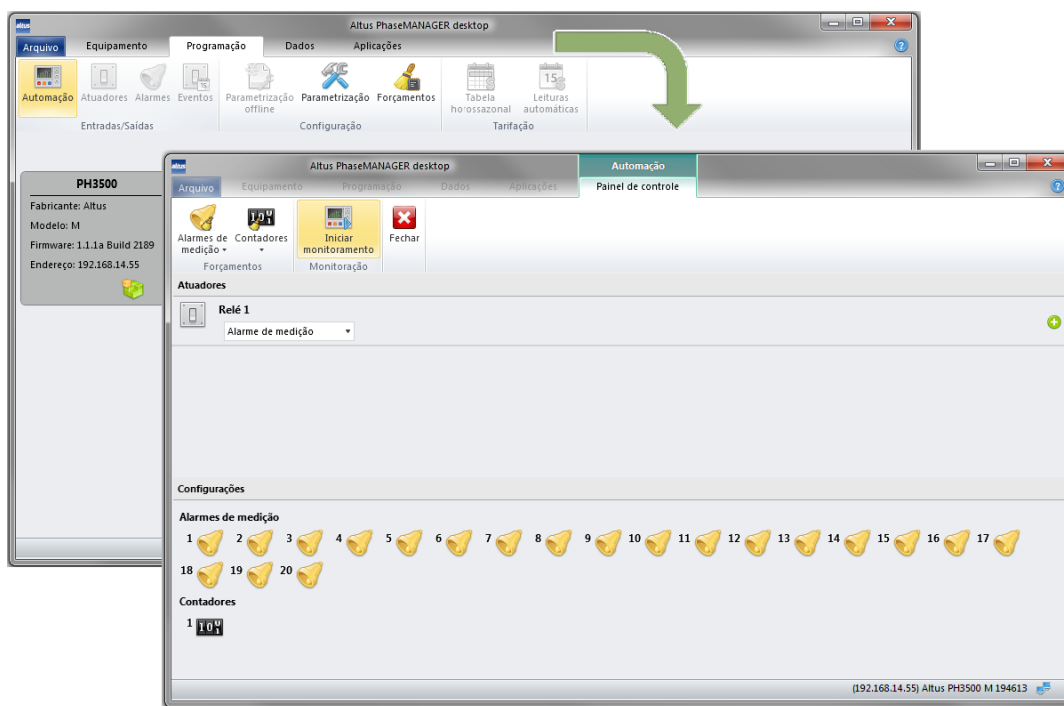 altus
Altus PhaseMANAGER desktop
Arquivo Equipamento Programação Dados Aplicações
Automação Atuadores Alarmes Eventos Parametrização offline Parametrização Forçamentos Tabela horossazonal Leituras automáticas
Entradas/Saídas Configuração Tarifação
PH3500
Fabricante: Altus
Modelo: M
Firmware: 1.1.1a Build 2189
Endereço: 192.168.14.55
altus
Altus PhaseMANAGER desktop Automação
Arquivo Equipamento Programação Dados Aplicações Painel de controle
Alarmes de medição Contadores Iniciar monitoramento Fechar
Forçamentos Monitoração
Atuadores
Relé 1
Alarme de medição
Configurações
Alarmes de medição
1 2 3 4 5 6 7 8 9 10 11 12 13 14 15 16 17
18 19 20
Contadores
1
(192.168.14.55) Altus PH3500 M 194613